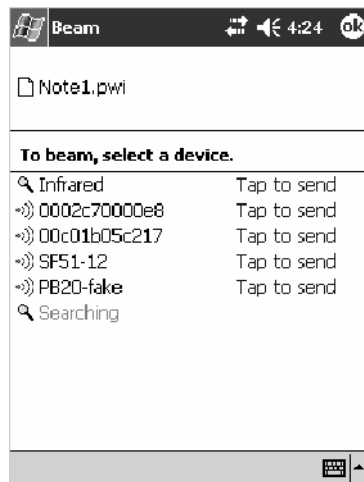 Beam 4:24 ok
Note1.pwi
To beam, select a device.
Infrared Tap to send
0002c70000e8 Tap to send
00c01b05c217 Tap to send
SF51-12 Tap to send
PB20-fake Tap to send
Searching